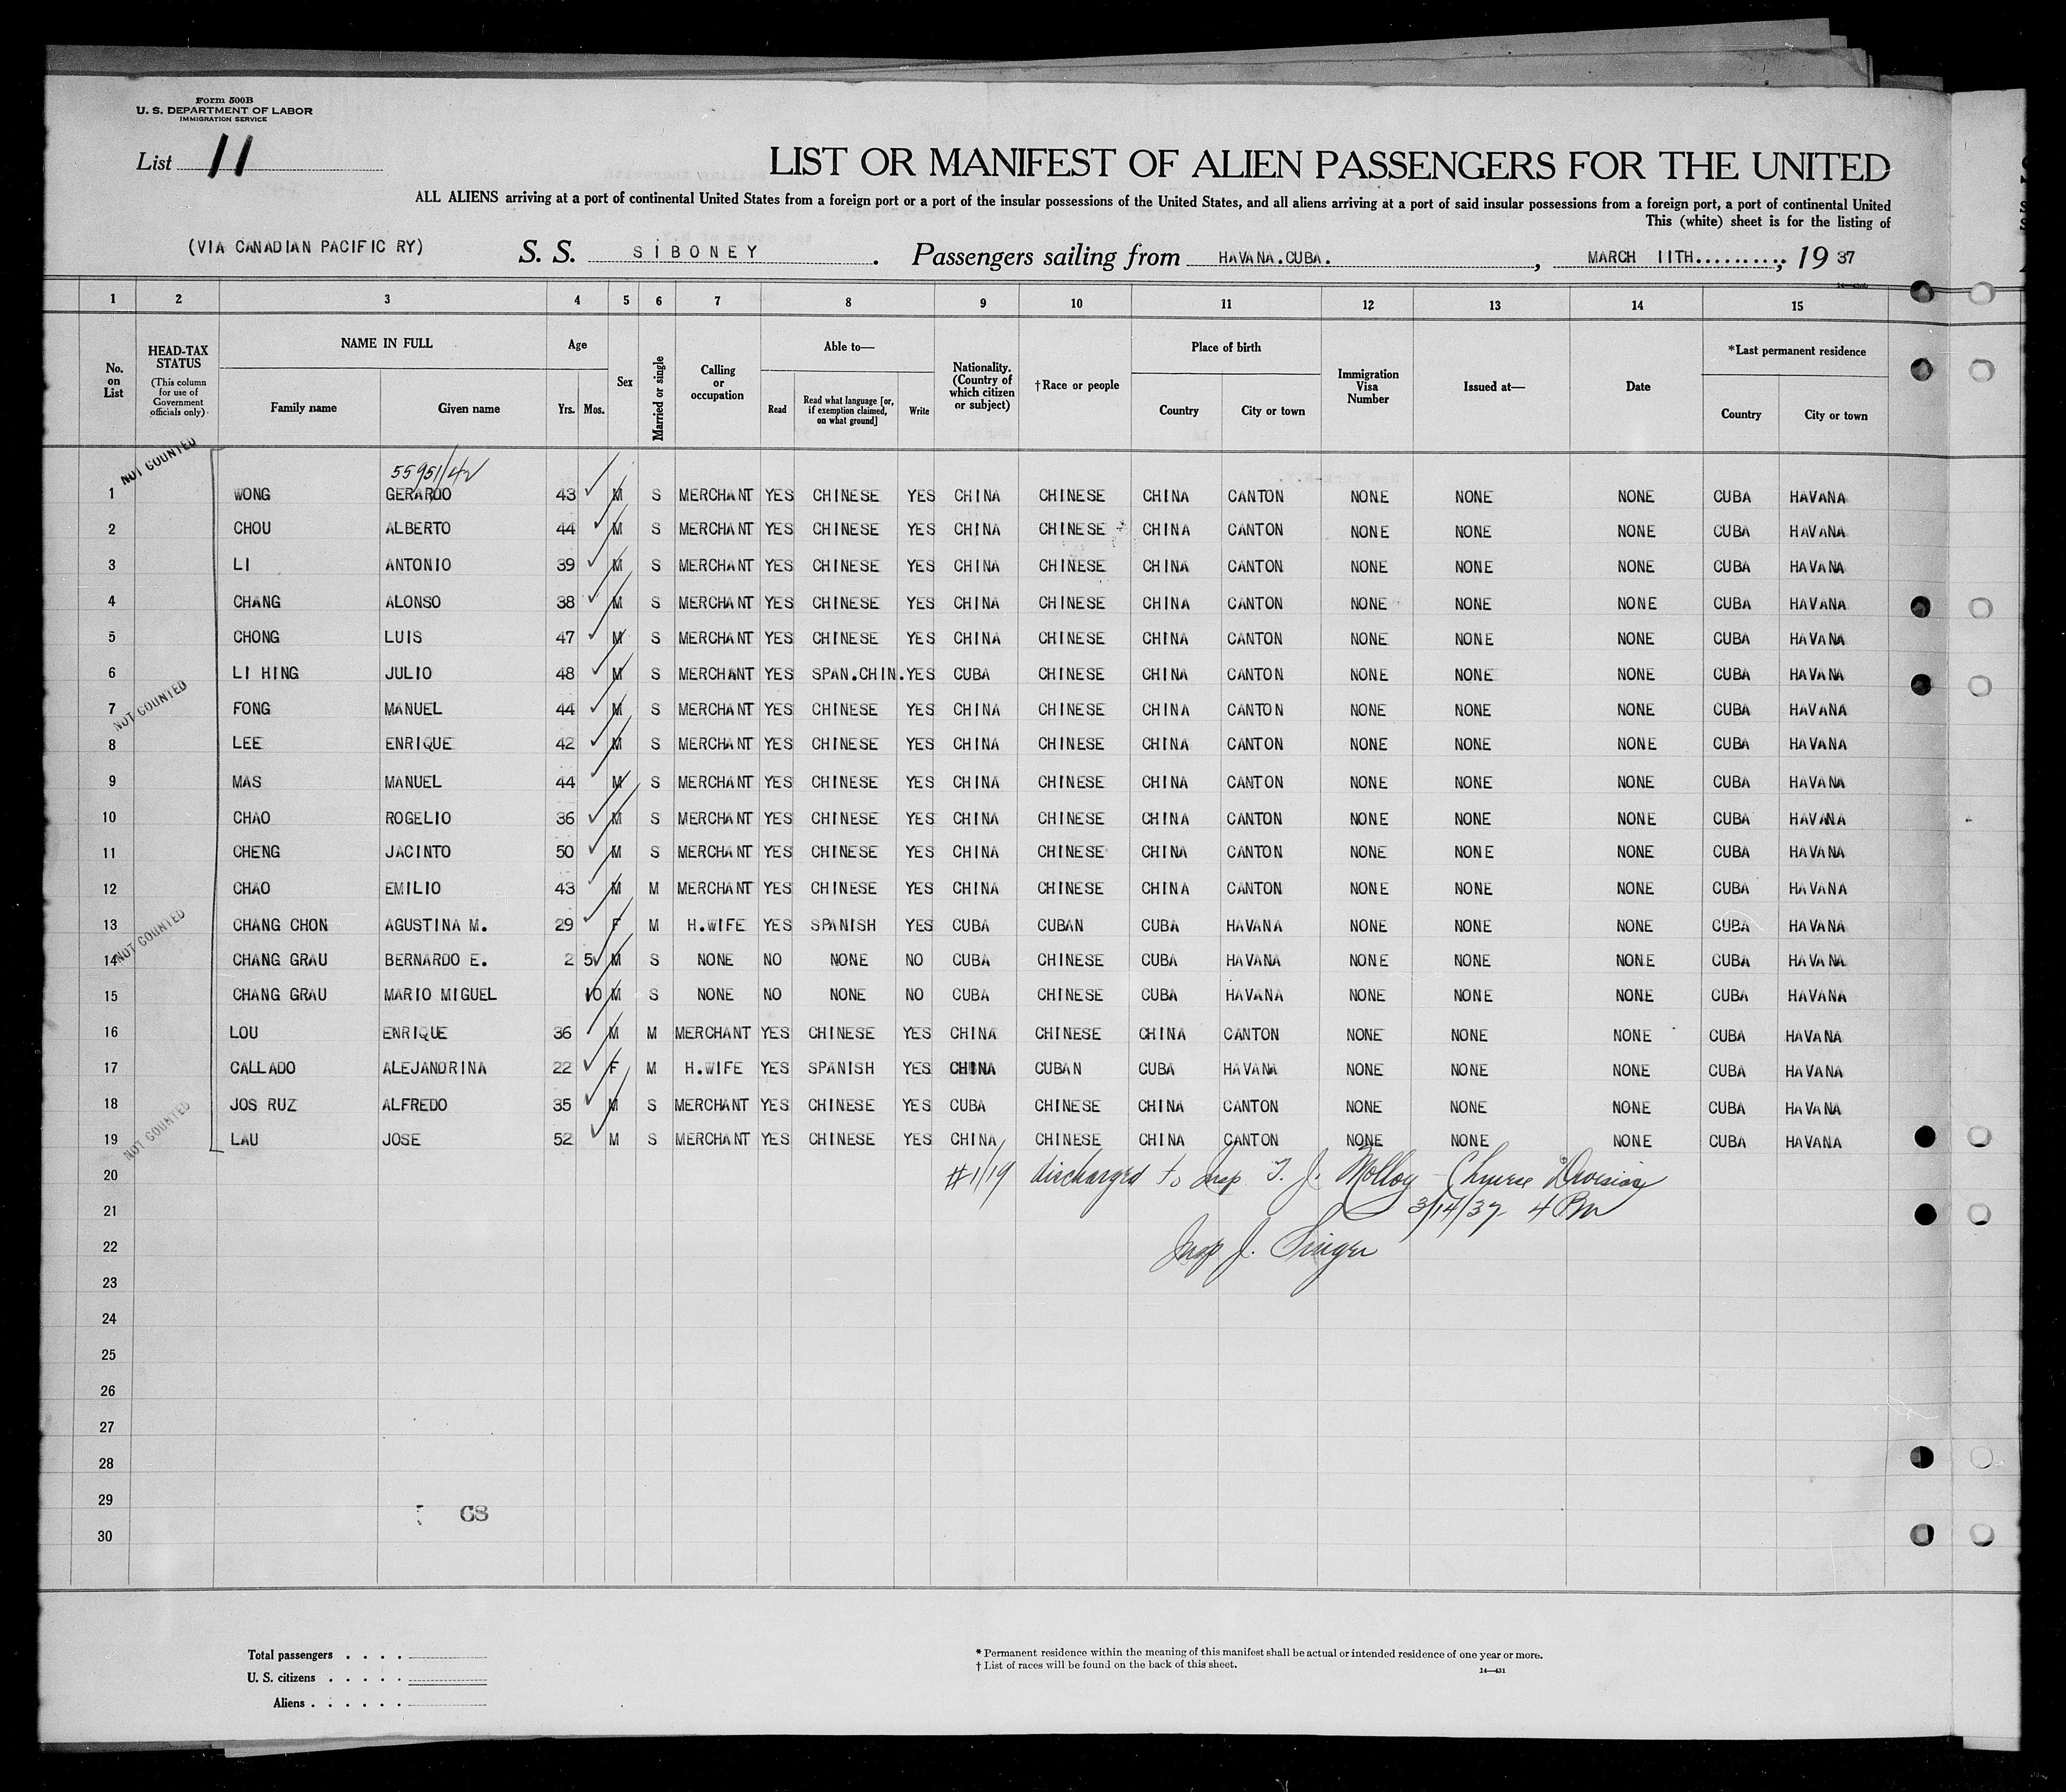 Form 500B
U. S. DEPARTMENT OF LABOR
IMMIGRATION SERVICE
List 11
LIST OR MANIFEST OF ALIEN PASSENGERS FOR THE UNITED
ALL ALIENS arriving at a port of continental United States from a foreign port or a port of the insular possessions of the United States, and all aliens arriving at a port of said insular possessions from a foreign port, a port of continental United
This (white) sheet is for the listing of
(VIA CANADIAN PACIFIC RY) S. S. SIBONEY. Passengers sailing from HAVANA.CUBA., MARCH 11TH.........., 19 37
1 2 3 4 5 6 7 8 9 10 11 12 13 14 15
No. on List
HEAD-TAX STATUS
(This column for use of Government officials only)
NAME IN FULL
Family name Given name
Age
Yrs. Mos.
Sex
Married or single
Calling or occupation
Able to—
Read
Read what language [or, if exemption claimed, on what ground]
Write
Nationality. (Country of which citizen or subject)
†Race or people
Place of birth
Country City or town
Immigration Visa Number
Issued at—
Date
*Last permanent residence
Country City or town
NOT COUNTED
55951/42
1 WONG GERARDO 43 M S MERCHANT YES CHINESE YES CHINA CHINESE CHINA CANTON NONE NONE NONE CUBA HAVANA
2 CHOU ALBERTO 44 M S MERCHANT YES CHINESE YES CHINA CHINESE CHINA CANTON NONE NONE NONE CUBA HAVANA
3 LI ANTONIO 39 M S MERCHANT YES CHINESE YES CHINA CHINESE CHINA CANTON NONE NONE NONE CUBA HAVANA
4 CHANG ALONSO 38 M S MERCHANT YES CHINESE YES CHINA CHINESE CHINA CANTON NONE NONE NONE CUBA HAVANA
5 CHONG LUIS 47 M S MERCHANT YES CHINESE YES CHINA CHINESE CHINA CANTON NONE NONE NONE CUBA HAVANA
6 LI HING JULIO 48 M S MERCHANT YES SPAN.CHIN. YES CUBA CHINESE CHINA CANTON NONE NONE NONE CUBA HAVANA
NOT COUNTED
7 FONG MANUEL 44 M S MERCHANT YES CHINESE YES CHINA CHINESE CHINA CANTON NONE NONE NONE CUBA HAVANA
8 LEE ENRIQUE 42 M S MERCHANT YES CHINESE YES CHINA CHINESE CHINA CANTON NONE NONE NONE CUBA HAVANA
9 MAS MANUEL 44 M S MERCHANT YES CHINESE YES CHINA CHINESE CHINA CANTON NONE NONE NONE CUBA HAVANA
10 CHAO ROGELIO 36 M S MERCHANT YES CHINESE YES CHINA CHINESE CHINA CANTON NONE NONE NONE CUBA HAVANA
11 CHENG JACINTO 50 M S MERCHANT YES CHINESE YES CHINA CHINESE CHINA CANTON NONE NONE NONE CUBA HAVANA
12 CHAO EMILIO 43 M M MERCHANT YES CHINESE YES CHINA CHINESE CHINA CANTON NONE NONE NONE CUBA HAVANA
13 CHANG CHON AGUSTINA M. 29 F M H.WIFE YES SPANISH YES CUBA CUBAN CUBA HAVANA NONE NONE NONE CUBA HAVANA
NOT COUNTED
14 CHANG GRAU BERNARDO E. 2 5 M S NONE NO NONE NO CUBA CHINESE CUBA HAVANA NONE NONE NONE CUBA HAVANA
15 CHANG GRAU MARIO MIGUEL 10 M S NONE NO NONE NO CUBA CHINESE CUBA HAVANA NONE NONE NONE CUBA HAVANA
16 LOU ENRIQUE 36 M M MERCHANT YES CHINESE YES CHINA CHINESE CHINA CANTON NONE NONE NONE CUBA HAVANA
17 CALLADO ALEJANDRINA 22 F M H.WIFE YES SPANISH YES CHINA CUBAN CUBA HAVANA NONE NONE NONE CUBA HAVANA
18 JOS RUZ ALFREDO 35 M S MERCHANT YES CHINESE YES CUBA CHINESE CHINA CANTON NONE NONE NONE CUBA HAVANA
NOT COUNTED
19 LAU JOSE 52 M S MERCHANT YES CHINESE YES CHINA CHINESE CHINA CANTON NONE NONE NONE CUBA HAVANA
20 #1/19 discharged to Insp T. J. Molloy - Chinese Division
21 3/14/37 4 PM
22 Insp J. Singer
23
24
25
26
27
28
29
CS
30
Total passengers . . . .
U. S. citizens . . . . .
Aliens . . . . . .
* Permanent residence within the meaning of this manifest shall be actual or intended residence of one year or more.
† List of races will be found on the back of this sheet.
14—431